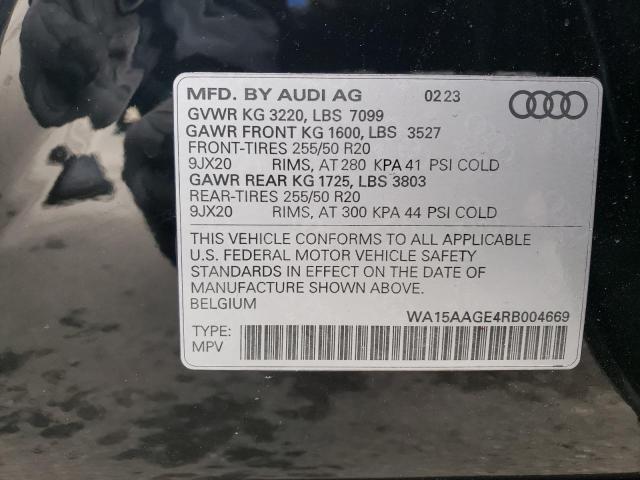 MFD. BY AUDI AG 02 23
GVWR KG 3220, LBS 7099
GAWR FRONT KG 1600, LBS 3527
FRONT-TIRES 255/50 R20
9JX20 RIMS, AT 280 KPA 41 PSI COLD
GAWR REAR KG 1725, LBS 3803
REAR-TIRES 255/50 R20
9JX20 RIMS, AT 300 KPA 44 PSI COLD
THIS VEHICLE CONFORMS TO ALL APPLICABLE
U.S. FEDERAL MOTOR VEHICLE SAFETY
STANDARDS IN EFFECT ON THE DATE OF
MANUFACTURE SHOWN ABOVE.
BELGIUM
WA15AAGE4RB004669
TYPE:
MPV